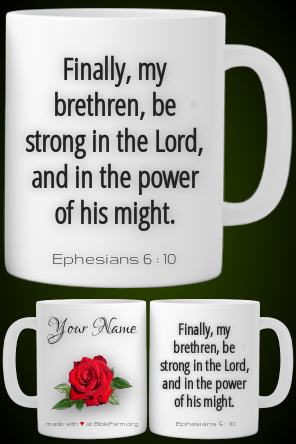 Finally, my
brethren, be
strong in the Lord,
and in the power
of his might.
Ephesians 6 : 10
Your Name
made with ♥ at BibleFarm.org
Finally, my
brethren, be
strong in the Lord,
and in the power
of his might.
Ephesians 6 : 10